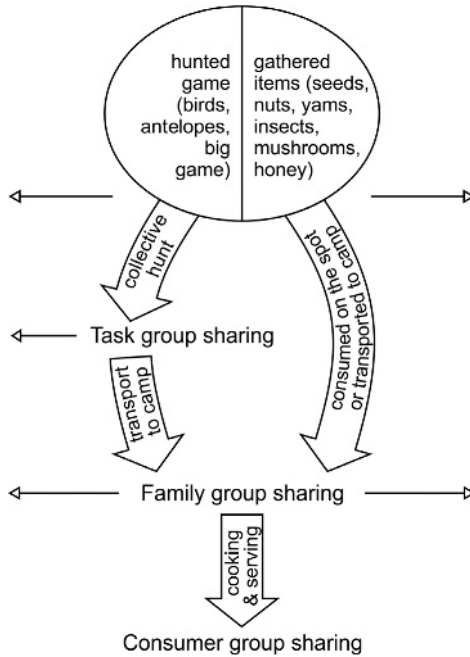 hunted
game
(birds,
antelopes,
big
game)
gathered
items (seeds,
nuts, yams,
insects,
mushrooms,
honey)
collective
hunt
consumed on the spot
or transported to camp
Task group sharing
transport
to camp
Family group sharing
cooking
& serving
Consumer group sharing